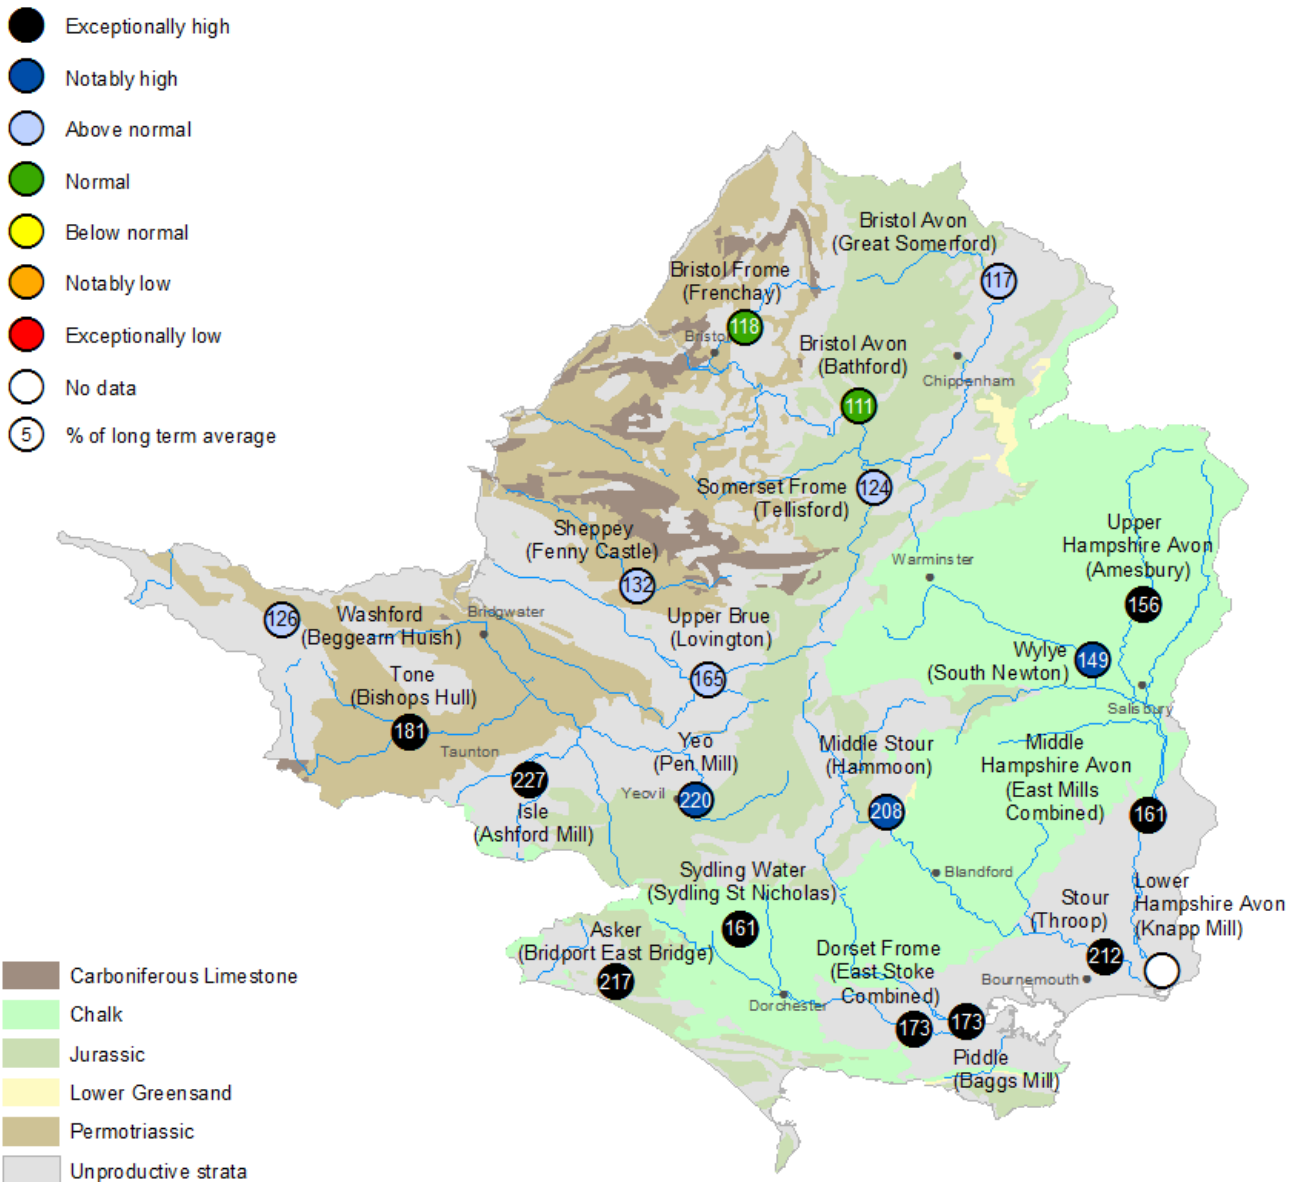 Exceptionally high
Notably high
Above normal
Normal
Below normal
Notably low
Exceptionally low
No data
5 % of long term average
Bristol Avon
(Great Somerford)
117
Bristol Frome
(Frenchay)
118
Bristol
Bristol Avon
(Bathford)
111
Chippenham
Somerset Frome
(Tellisford)
124
Sheppey
(Fenny Castle)
132
Upper
Hampshire Avon
(Amesbury)
156
Warminster
126
Washford
(Beggearn Huish)
Bridgwater
Upper Brue
(Lovington)
165
Wylye
(South Newton)
149
Salisbury
Tone
(Bishops Hull)
181
Taunton
Yeo
(Pen Mill)
220
Yeovil
Middle Stour
(Hammoon)
208
Middle
Hampshire Avon
(East Mills
Combined)
161
227
Isle
(Ashford Mill)
Sydling Water
(Sydling St Nicholas)
161
Blandford
Stour
(Throop)
212
Lower
Hampshire Avon
(Knapp Mill)
Asker
(Bridport East Bridge)
217
Dorset Frome
(East Stoke
Combined)
173
Bournemouth
Dorchester
173
Piddle
(Baggs Mill)
Carboniferous Limestone
Chalk
Jurassic
Lower Greensand
Permotriassic
Unproductive strata